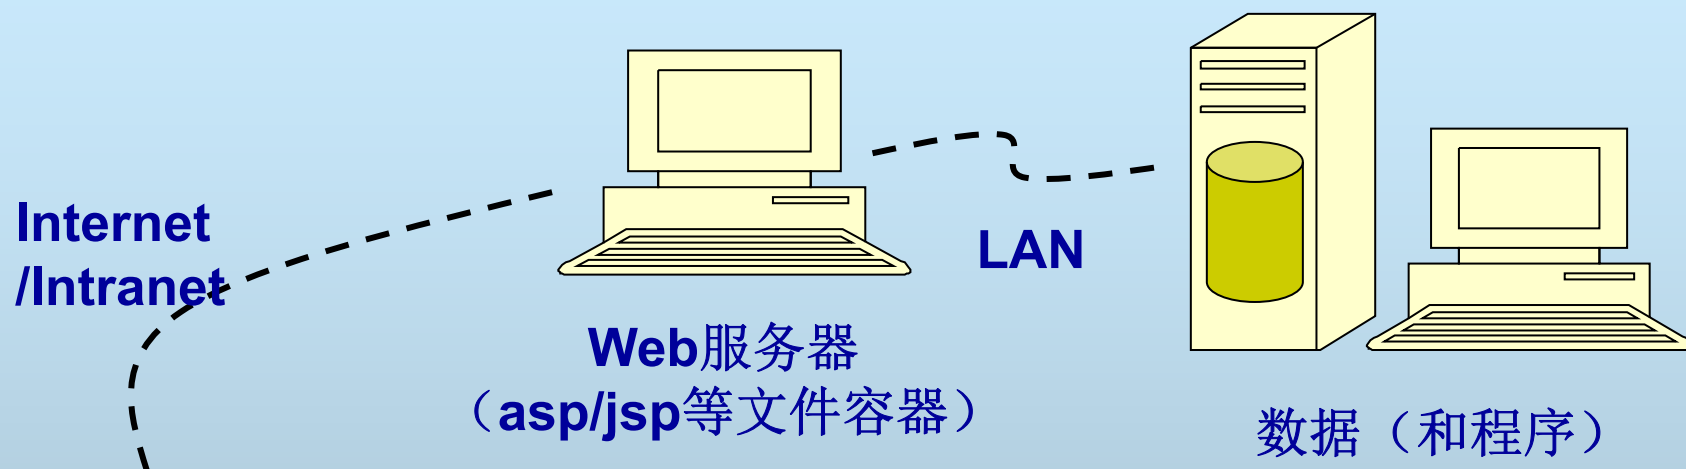 Internet
/Intranet
LAN
Web服务器
（asp/jsp等文件容器）
数据（和程序）